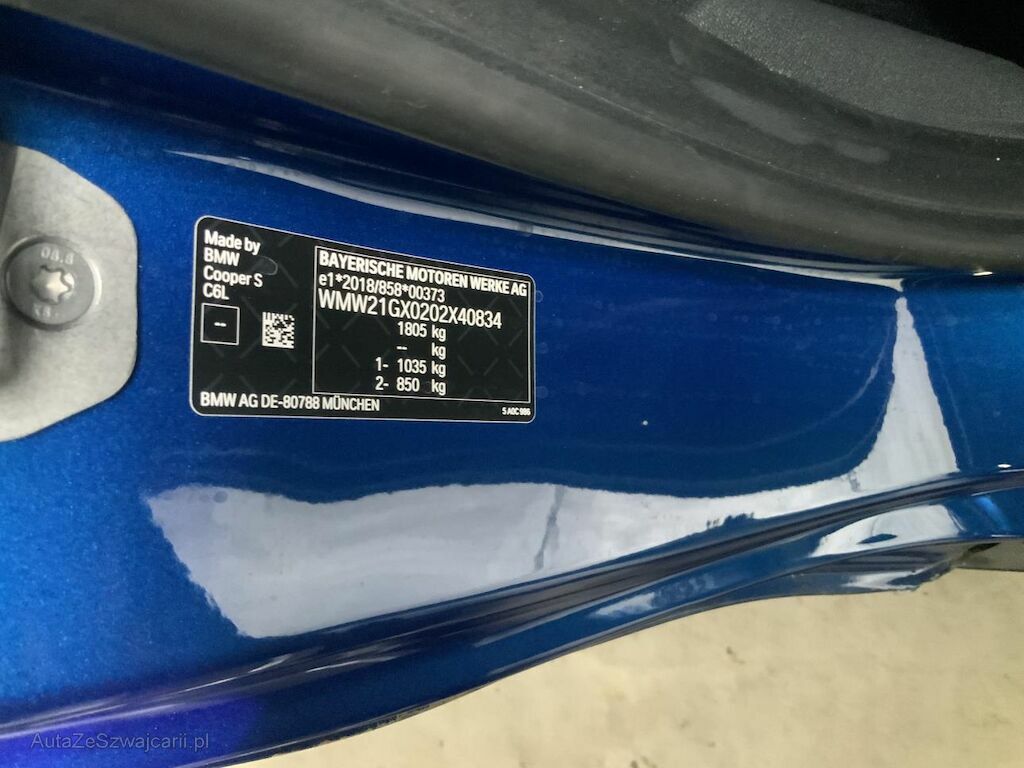 Made by
BMW
Cooper S
C6L
--
BAYERISCHE MOTOREN WERKE AG
e1*2018/858*00373
WMW21GX0202X40834
1805 kg
-- kg
1- 1035 kg
2- 850 kg
BMW AG DE-80788 MÜNCHEN
5 A0C 986
AutaZeSzwajcarii.pl